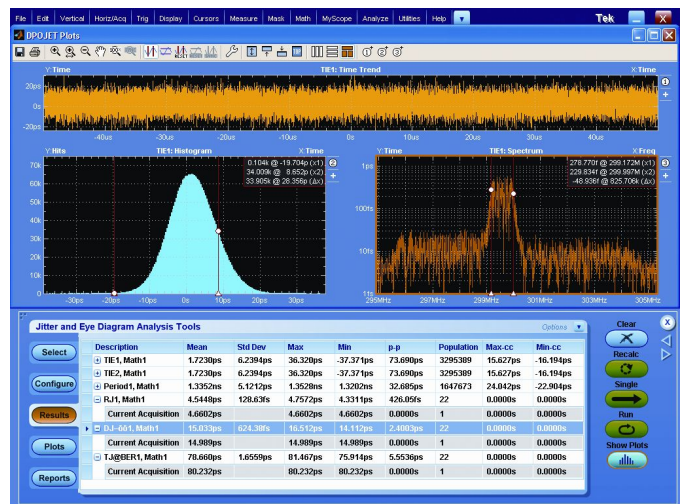 File Edit Vertical Horiz/Acq Trig Display Cursors Measure Mask Math MyScope Analyze Utilities Help Tek X
DPOJET Plots
Y:Time TIE1: Time Trend X:Time
20ps
0s
-20ps
-40us -30us -20us -10us 0s 10us 20us 30us 40us
1
Y:Hits TIE1: Histogram X:Time
0.104k @ -19.704p (x1)
34.009k @ 8.652p (x2)
33.905k @ 28.356p (Δx)
2
70k
60k
50k
40k
30k
20k
10k
0
-30ps -20ps -10ps 0s 10ps 20ps 30ps
Y:Time TIE1: Spectrum X:Freq
278.770f @ 299.172M (x1)
229.834f @ 299.997M (x2)
-48.936f @ 825.706k (Δx)
3
1ps
100fs
10fs
1fs
295MHz 297MHz 299MHz 301MHz 303MHz 305MHz
Jitter and Eye Diagram Analysis Tools Options
Select
Configure
Results
Plots
Reports
Description Mean Std Dev Max Min p-p Population Max-cc Min-cc
TIE1, Math1 1.7230ps 6.2394ps 36.320ps -37.371ps 73.690ps 3295389 15.627ps -16.194ps
TIE2, Math1 1.7230ps 6.2394ps 36.320ps -37.371ps 73.690ps 3295389 15.627ps -16.194ps
Period1, Math1 1.3352ns 5.1212ps 1.3528ns 1.3202ns 32.685ps 1647673 24.042ps -22.904ps
RJ1, Math1 4.5448ps 128.63fs 4.7572ps 4.3311ps 426.05fs 22 0.0000s 0.0000s
Current Acquisition 4.6602ps 4.6602ps 4.6602ps 0.0000s 1 0.0000s 0.0000s
15.033ps 624.38fs 16.512ps 14.112ps 2.4003ps 22 0.0000s 0.0000s
Current Acquisition 14.989ps 14.989ps 14.989ps 0.0000s 1 0.0000s 0.0000s
TJ@BER1, Math1 78.660ps 1.6559ps 81.467ps 75.914ps 5.5536ps 22 0.0000s 0.0000s
Current Acquisition 80.232ps 80.232ps 80.232ps 0.0000s 1 0.0000s 0.0000s
Clear
X
Recalc
Single
Run
Show Plots